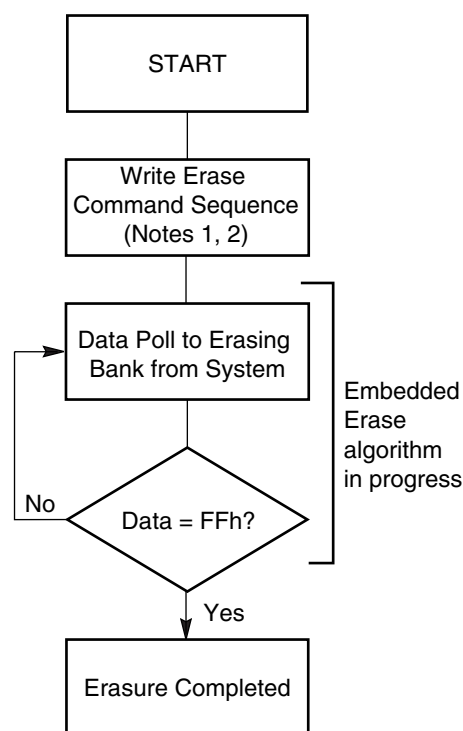 START
Write Erase
Command Sequence
(Notes 1, 2)
Data Poll to Erasing
Bank from System
Embedded
Erase
algorithm
in progress
No
Data = FFh?
Yes
Erasure Completed